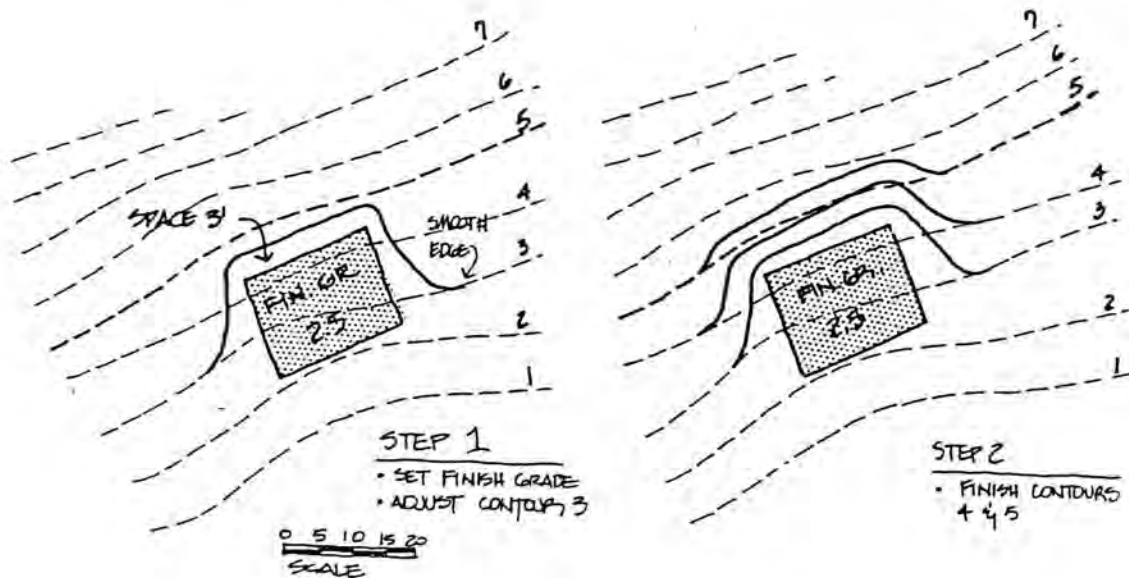 7
6
5
4
3
2
1
SPACE 3'
SMOOTH
EDGE
FIN. GR
2.5
STEP 1
• SET FINISH GRADE
• ADJUST CONTOURS 3
0 5 10 15 20
SCALE
7
6
5
4
3
2
1
FIN. GR.
2.5
STEP 2
• FINISH CONTOURS
4 & 5